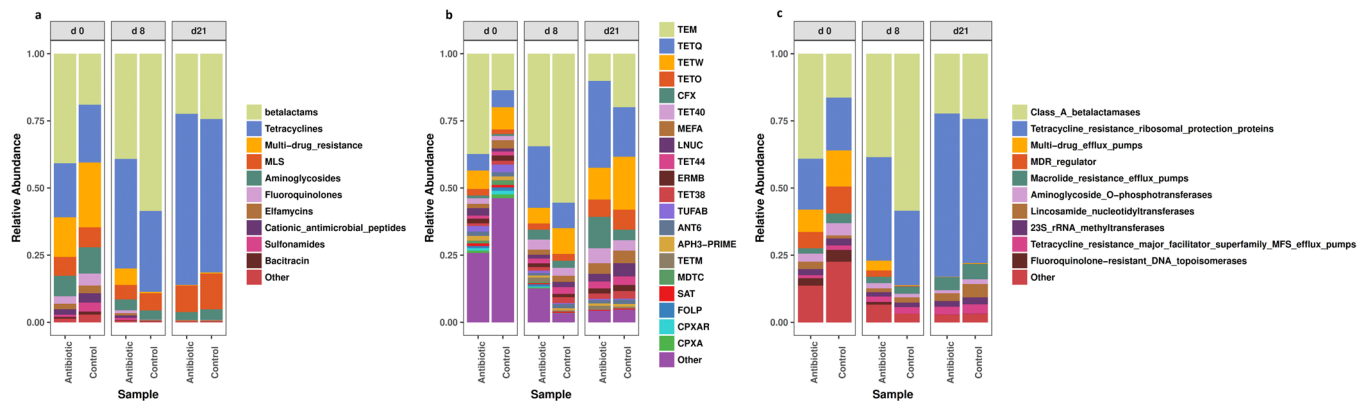 a
d 0
d 8
d21
1.00
0.75
0.50
0.25
0.00
Relative Abundance
Antibiotic
Control
Antibiotic
Control
Antibiotic
Control
Sample
betalactams
Tetracyclines
Multi-drug_resistance
MLS
Aminoglycosides
Fluoroquinolones
Elfamycins
Cationic_antimicrobial_peptides
Sulfonamides
Bacitracin
Other
b
d 0
d 8
d21
1.00
0.75
0.50
0.25
0.00
Relative Abundance
Antibiotic
Control
Antibiotic
Control
Antibiotic
Control
Sample
TEM
TETQ
TETW
TETO
CFX
TET40
MEFA
LNUC
TET44
ERMB
TET38
TUFAB
ANT6
APH3-PRIME
TETM
MDTC
SAT
FOLP
CPXAR
CPXA
Other
c
d 0
d 8
d21
1.00
0.75
0.50
0.25
0.00
Relative Abundance
Antibiotic
Control
Antibiotic
Control
Antibiotic
Control
Sample
Class_A_betalactamases
Tetracycline_resistance_ribosomal_protection_proteins
Multi-drug_efflux_pumps
MDR_regulator
Macrolide_resistance_efflux_pumps
Aminoglycoside_O-phosphotransferases
Lincosamide_nucleotidyltransferases
23S_rRNA_methyltransferases
Tetracycline_resistance_major_facilitator_superfamily_MFS_efflux_pumps
Fluoroquinolone-resistant_DNA_topoisomerases
Other